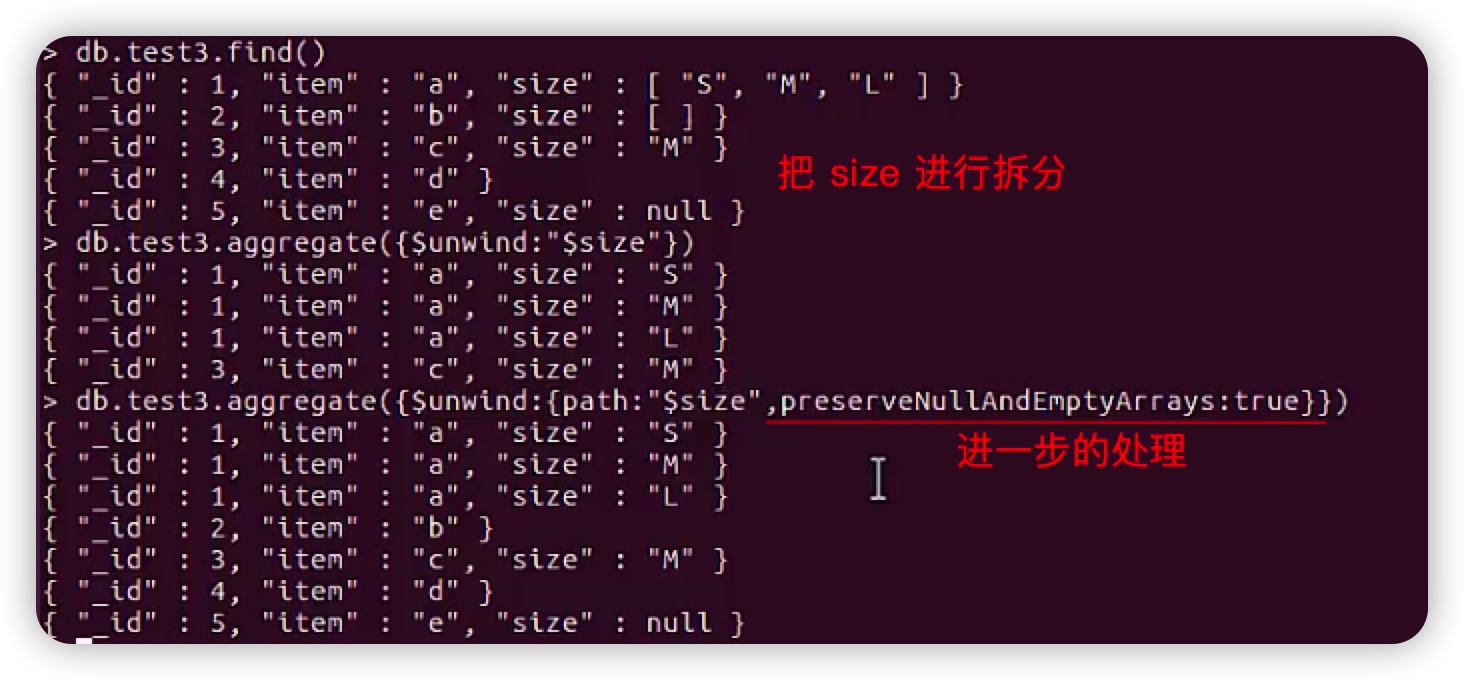 > db.test3.find()
{ "_id" : 1, "item" : "a", "size" : [ "S", "M", "L" ] }
{ "_id" : 2, "item" : "b", "size" : [ ] }
{ "_id" : 3, "item" : "c", "size" : "M" }
把 size 进行拆分
{ "_id" : 4, "item" : "d" }
{ "_id" : 5, "item" : "e", "size" : null }
> db.test3.aggregate({$unwind:"$size"})
{ "_id" : 1, "item" : "a", "size" : "S" }
{ "_id" : 1, "item" : "a", "size" : "M" }
{ "_id" : 1, "item" : "a", "size" : "L" }
{ "_id" : 3, "item" : "c", "size" : "M" }
> db.test3.aggregate({$unwind:{path:"$size",preserveNullAndEmptyArrays:true}})
{ "_id" : 1, "item" : "a", "size" : "S" }
进一步的处理
{ "_id" : 1, "item" : "a", "size" : "M" }
{ "_id" : 1, "item" : "a", "size" : "L" }
{ "_id" : 2, "item" : "b" }
{ "_id" : 3, "item" : "c", "size" : "M" }
{ "_id" : 4, "item" : "d" }
{ "_id" : 5, "item" : "e", "size" : null }